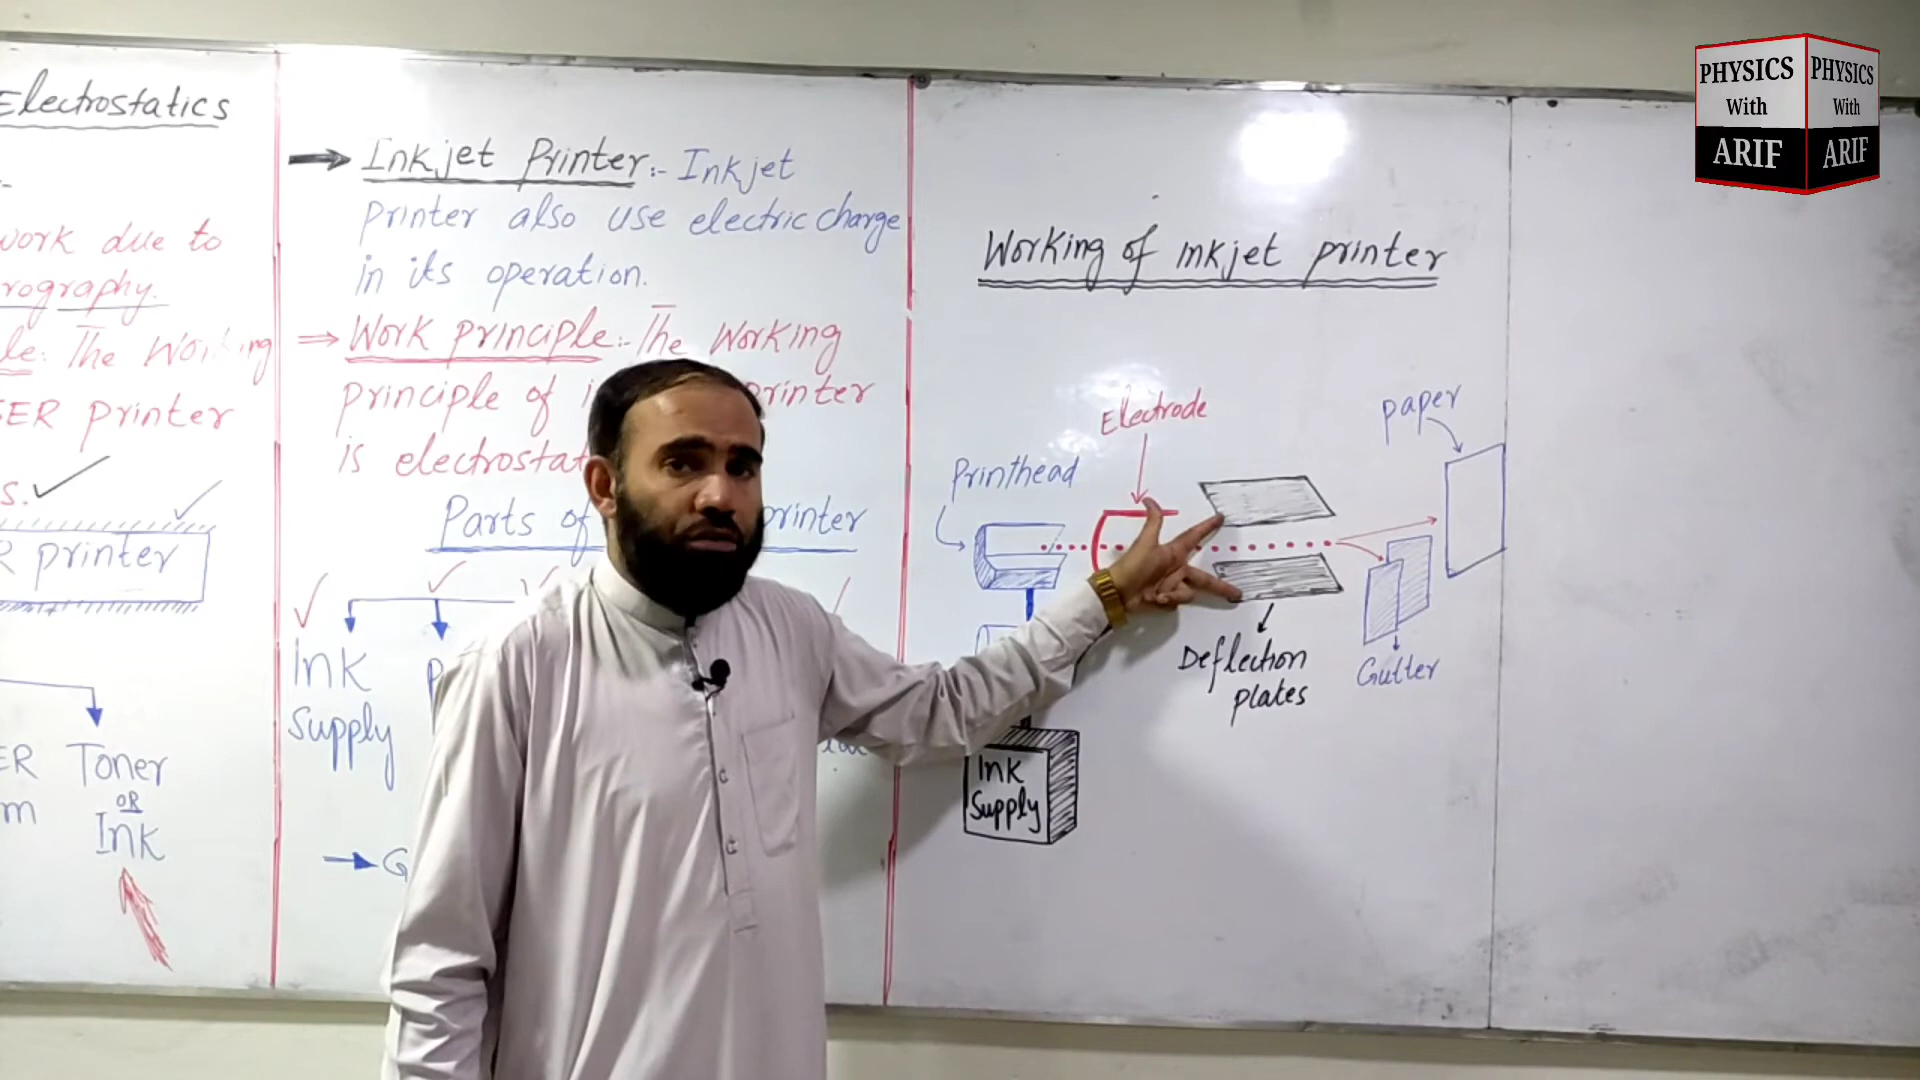 Electrostatics
work due to
rography.
le: The Working
SER printer
s.
R printer
ER Toner
m OR
Ink
Inkjet Printer:- Inkjet
printer also use electric charge
in its operation.
Work principle:- The Working
principle of i printer
is electrostat
Parts of printer
Ink
Supply
P
G
Working of inkjet printer
Electrode
paper
Printhead
Deflection
plates
Gutter
Ink
Supply
PHYSICS
With
ARIF
PHYSICS
With
ARIF